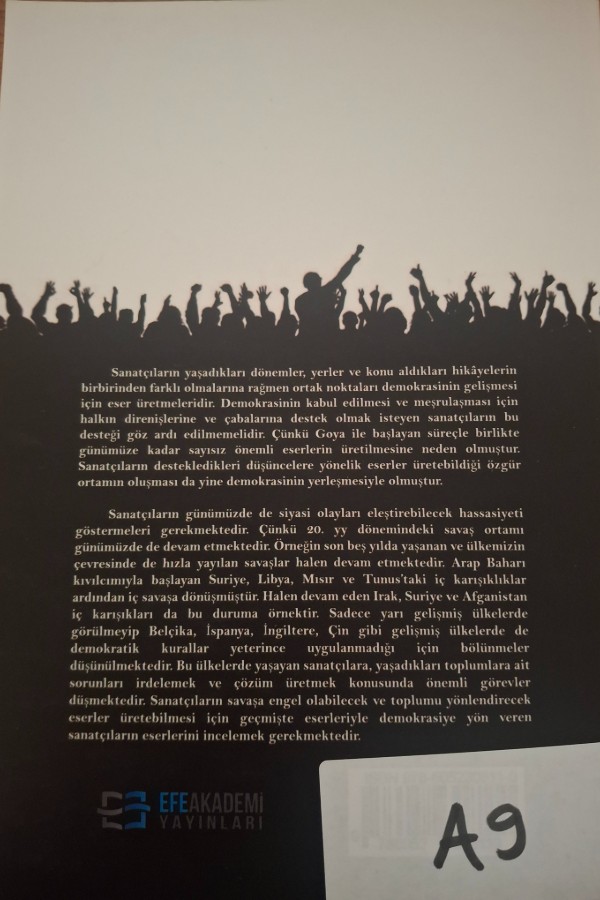 Sanatçıların yaşadıkları dönemler, yerler ve konu aldıkları hikâyelerin
birbirinden farklı olmalarına rağmen ortak noktaları demokrasinin gelişmesi
için eser üretmeleridir. Demokrasinin kabul edilmesi ve meşrulaşması için
halkın direnişlerine ve çabalarına destek olmak isteyen sanatçıların bu
desteği göz ardı edilmemelidir. Çünkü Goya ile başlayan süreçle birlikte
günümüze kadar sayısız önemli eserlerin üretilmesine neden olmuştur.
Sanatçıların destekledikleri düşüncelere yönelik eserler üretebildiği özgür
ortamın oluşması da yine demokrasinin yerleşmesiyle olmuştur.
Sanatçıların günümüzde de siyasi olayları eleştirebilecek hassasiyeti
göstermeleri gerekmektedir. Çünkü 20. yy dönemindeki savaş ortamı
günümüzde de devam etmektedir. Örneğin son beş yılda yaşanan ve ülkemizin
çevresinde de hızla yayılan savaşlar halen devam etmektedir. Arap Baharı
kıvılcımıyla başlayan Suriye, Libya, Mısır ve Tunus'taki iç karışıklıklar
ardından iç savaşa dönüşmüştür. Halen devam eden Irak, Suriye ve Afganistan
iç karışıkları da bu duruma örnektir. Sadece yarı gelişmiş ülkelerde
görülmeyip Belçika, İspanya, İngiltere, Çin gibi gelişmiş ülkelerde de
demokratik kurallar yeterince uygulanmadığı için bölünmeler
düşünülmektedir. Bu ülkelerde yaşayan sanatçılara, yaşadıkları toplumlara ait
sorunları irdelemek ve çözüm üretmek konusunda önemli görevler
düşmektedir. Sanatçıların savaşa engel olabilecek ve toplumu yönlendirecek
eserler üretebilmesi için geçmişte eserleriyle demokrasiye yön veren
sanatçıların eserlerini incelemek gerekmektedir.
EFEAKADEMİ
YAYINLARI
A9